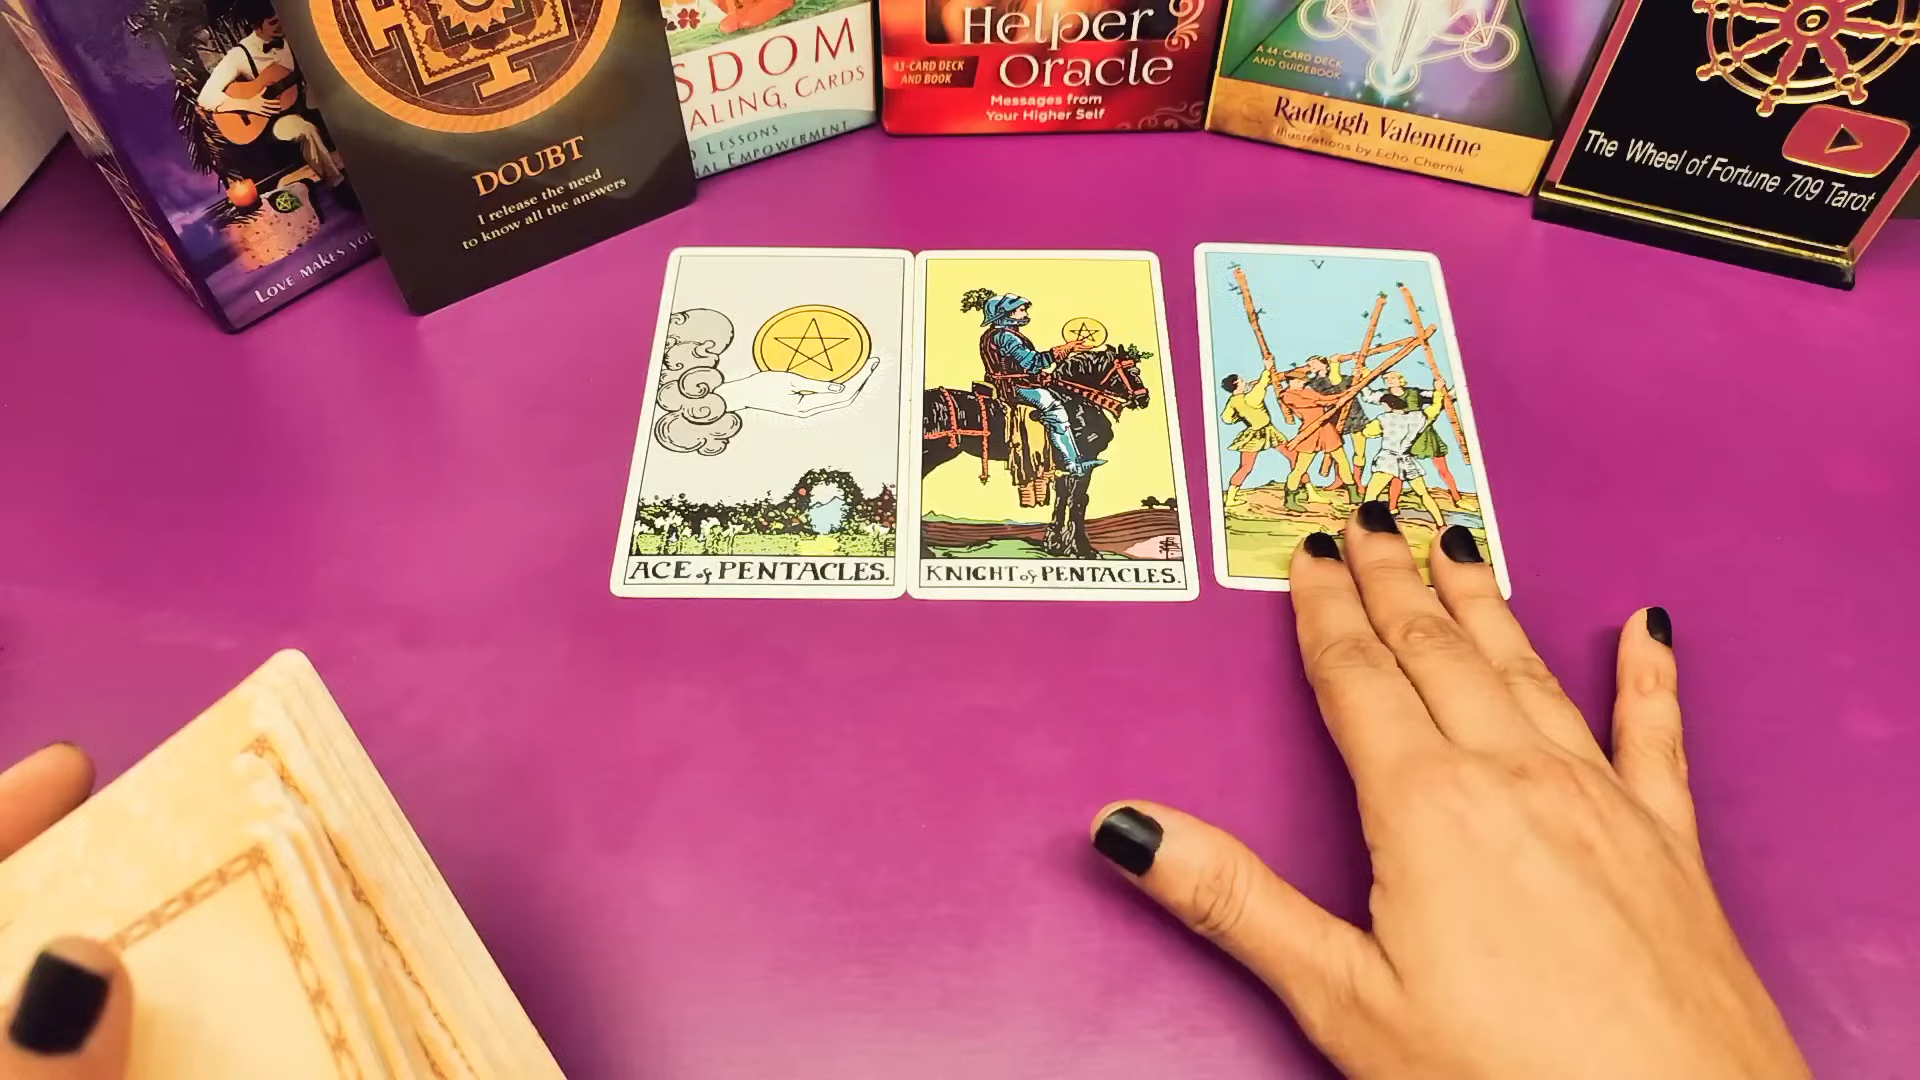 LOVE MAKES YOU
DOUBT
I release the need
to know all the answers
SDOM
ALING CARDS
LESSONS
NAL EMPOWERMENT
Helper
Oracle
43-CARD DECK
AND BOOK
Messages from
Your Higher Self
A 44-CARD DECK
AND GUIDEBOOK
Radleigh Valentine
Illustrations by Echo Chernik
The Wheel of Fortune 709 Tarot
V
ACE of PENTACLES.
KNIGHT of PENTACLES.